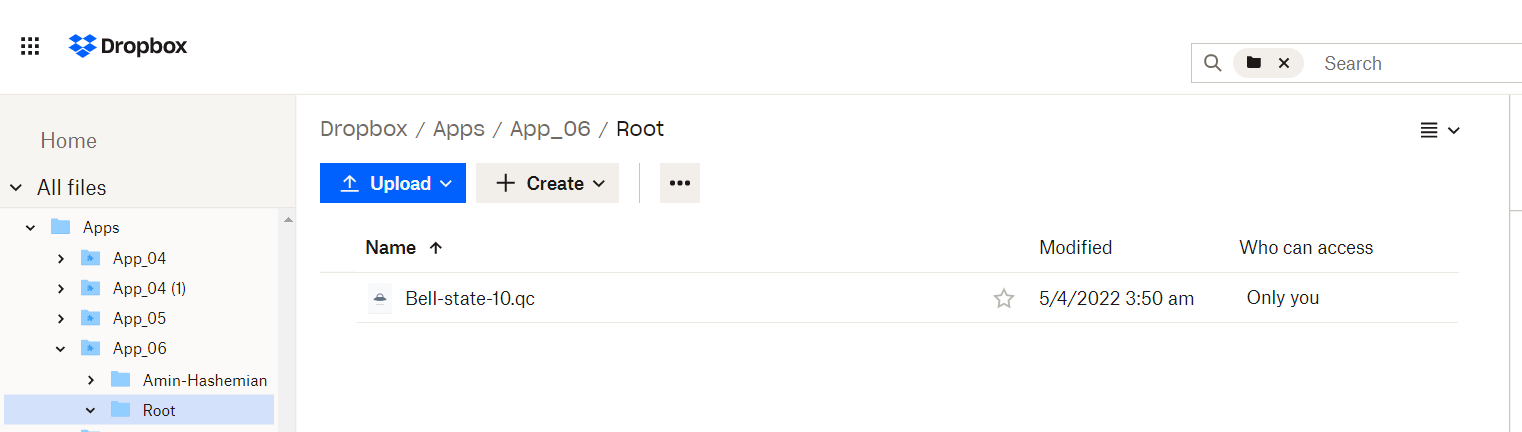 Dropbox
Search
Home
All files
Apps
App_04
App_04 (1)
App_05
App_06
Amin-Hashemian
Root
Dropbox / Apps / App_06 / Root
Upload
Create
Name Modified Who can access
Bell-state-10.qc 5/4/2022 3:50 am Only you